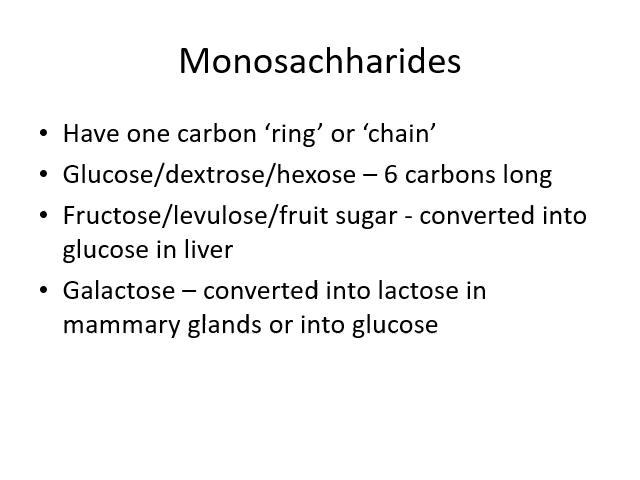 Monosachharides
• Have one carbon ‘ring’ or ‘chain’
• Glucose/dextrose/hexose – 6 carbons long
• Fructose/levulose/fruit sugar - converted into
glucose in liver
• Galactose – converted into lactose in
mammary glands or into glucose